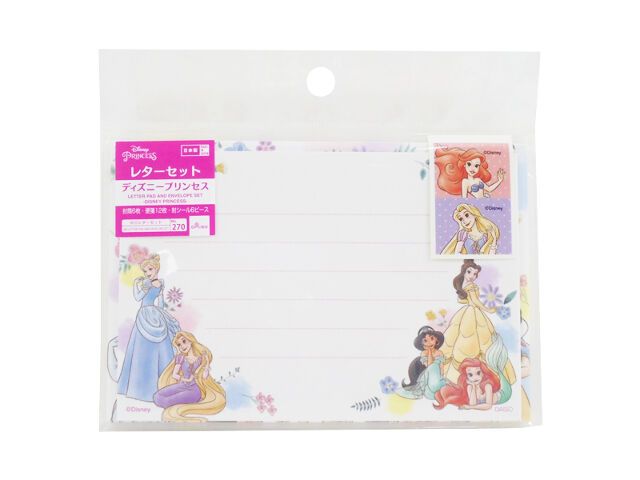 Disney
PRINCESS
日本製
レターセット
ディズニープリンセス
LETTER PAD AND ENVELOPE SET
(DISNEY PRINCESS)
封筒6枚・便箋12枚・封シール6ピース
270
©Disney
©Disney
©Disney
DAISO